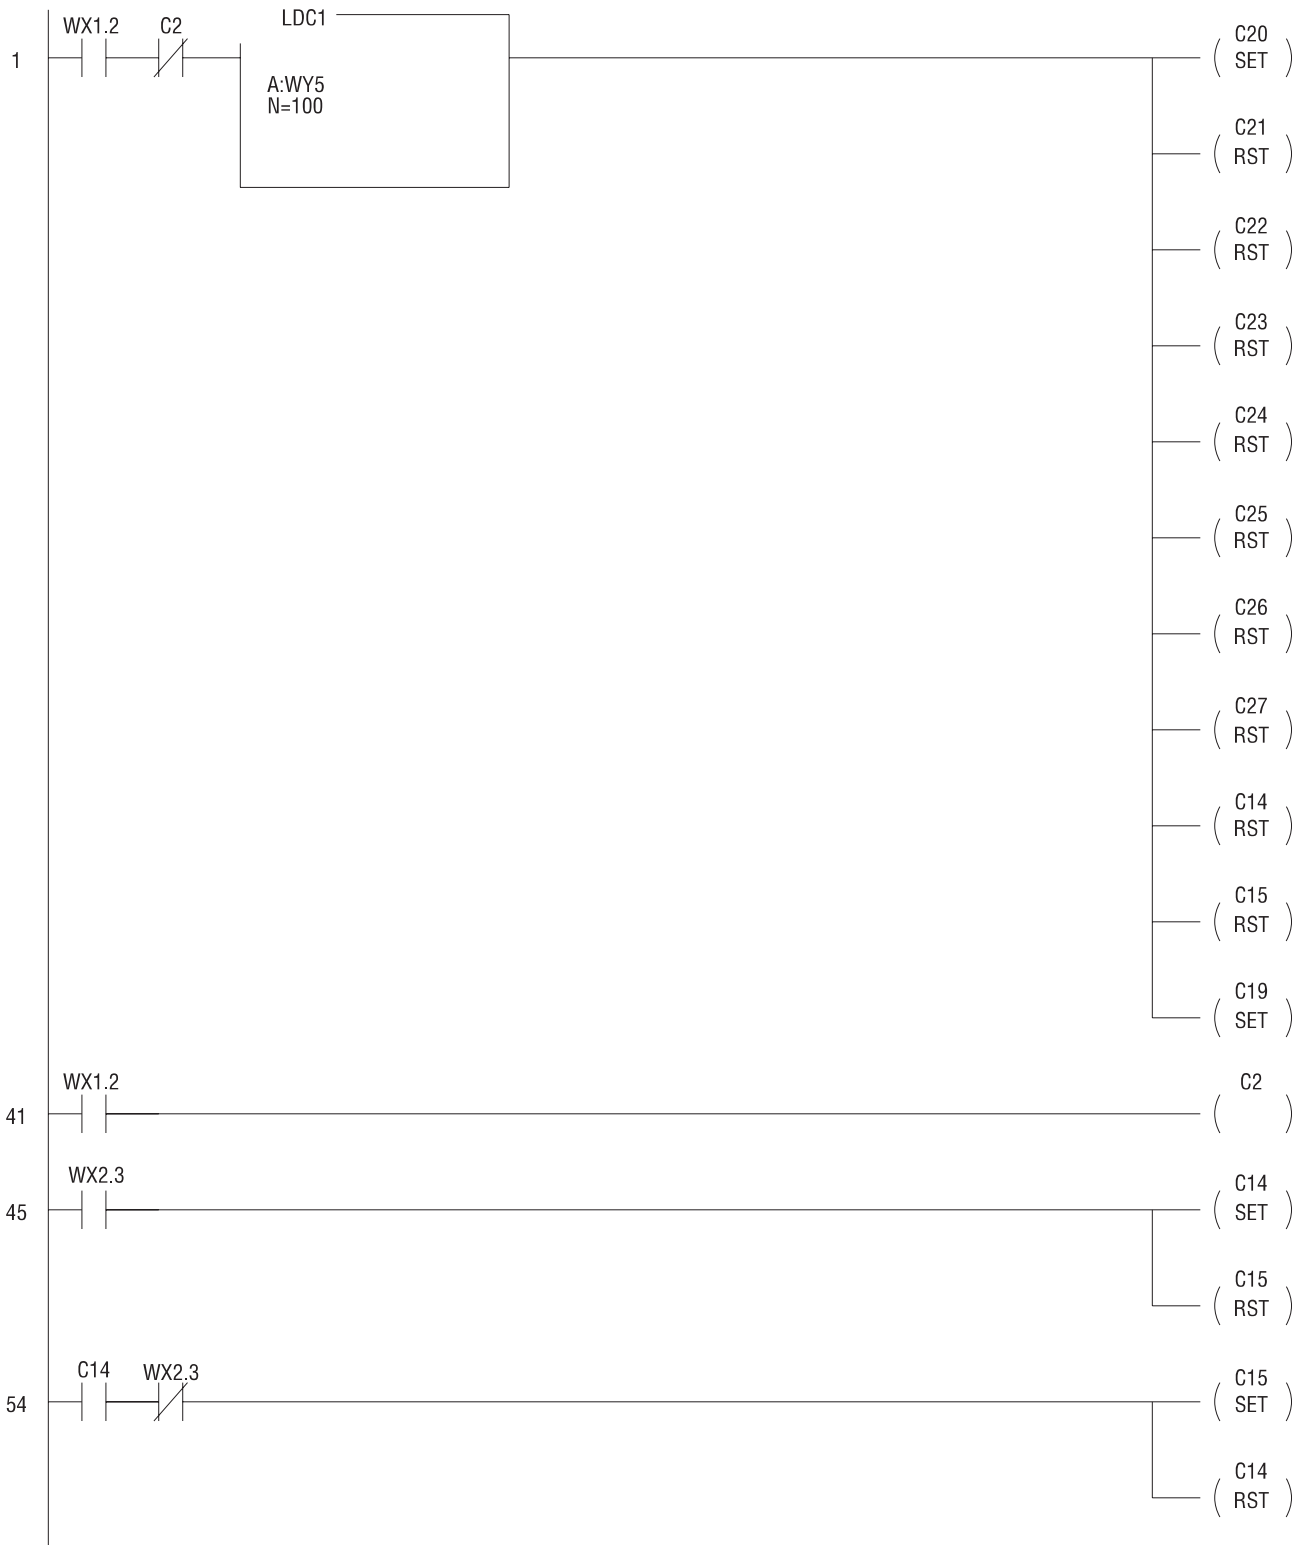 WX1.2 C2 LDC1 C20
1 SET
A:WY5
N=100
C21
RST
C22
RST
C23
RST
C24
RST
C25
RST
C26
RST
C27
RST
C14
RST
C15
RST
C19
SET
WX1.2 C2
41
WX2.3 C14
45 SET
C15
RST
C14 WX2.3 C15
54 SET
C14
RST